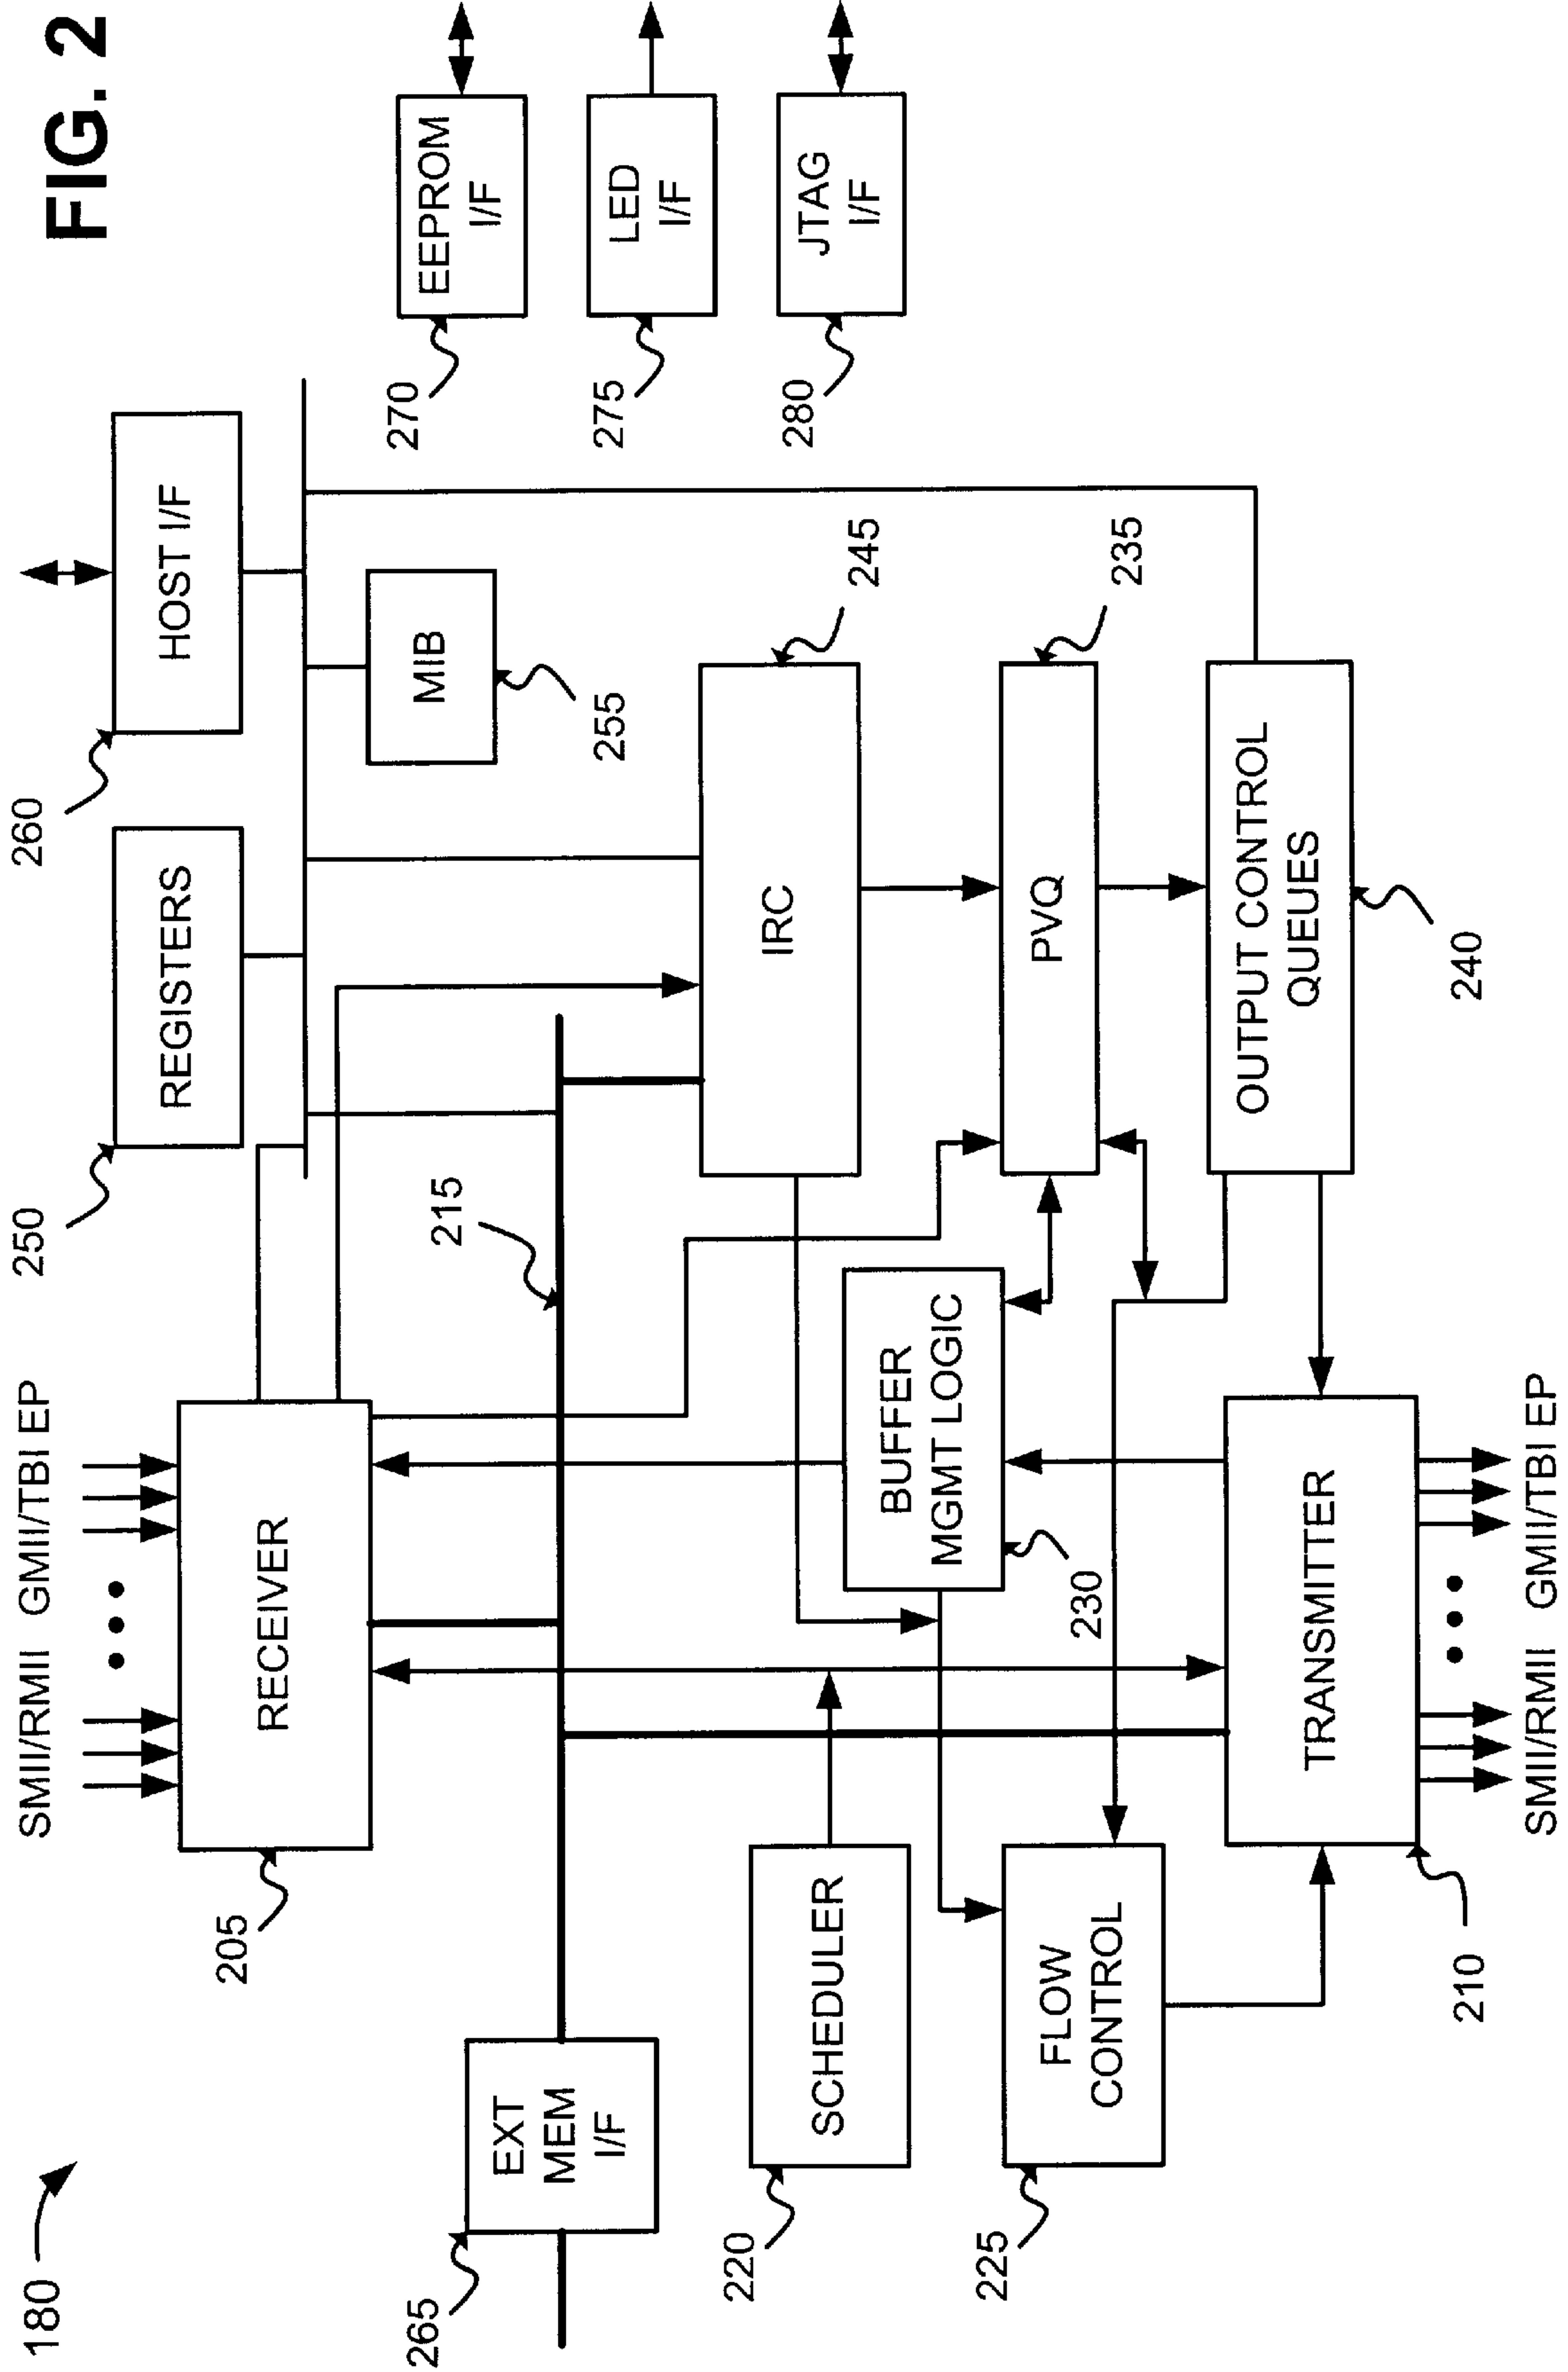 FIG. 2
180
SMII/RMII
GMII/TBI EP
250
260
REGISTERS
HOST I/F
205
RECEIVER
MIB
255
265
EXT
MEM
I/F
215
270
EEPROM
I/F
275
LED
I/F
280
JTAG
I/F
220
SCHEDULER
BUFFER
MGMT LOGIC
230
IRC
245
225
FLOW
CONTROL
PVQ
235
210
TRANSMITTER
OUTPUT CONTROL
QUEUES
240
SMII/RMII
GMII/TBI EP